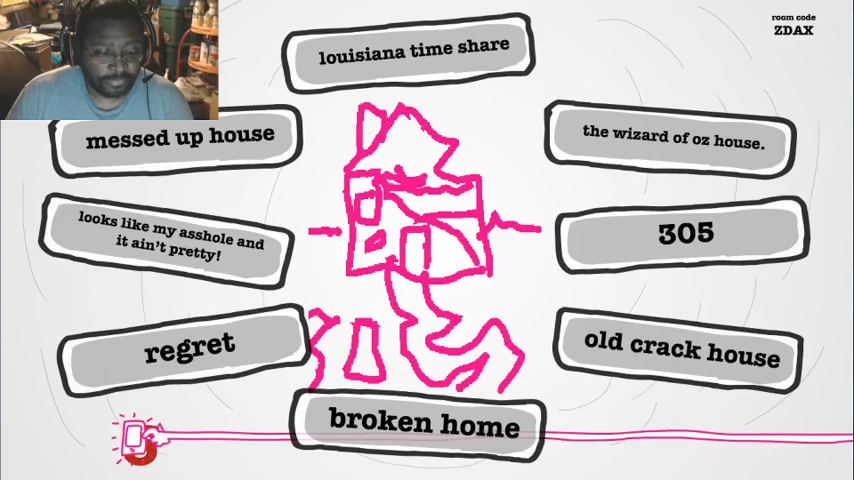 louisiana time share
room code
ZDAX
messed up house
the wizard of oz house.
looks like my asshole and
it ain't pretty!
305
regret
old crack house
broken home